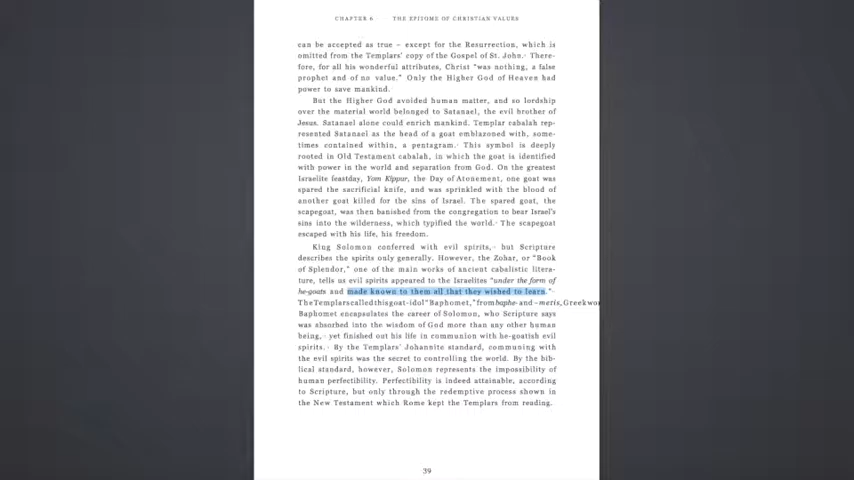 CHAPTER 6 THE EPITOME OF CHRISTIAN VALUES
can be accepted as true – except for the Resurrection, which is
omitted from the Templars' copy of the Gospel of St. John. There-
fore, for all his wonderful attributes, Christ "was nothing, a false
prophet and of no value." Only the Higher God of Heaven had
power to save mankind.
But the Higher God avoided human matter, and so lordship
over the material world belonged to Satanael, the evil brother of
Jesus. Satanael alone could enrich mankind. Templar cabalah rep-
resented Satanael as the head of a goat emblazoned with, some-
times contained within, a pentagram. This symbol is deeply
rooted in Old Testament cabalah, in which the goat is identified
with power in the world and separation from God. On the greatest
Israelite feastday, Yom Kippur, the Day of Atonement, one goat was
spared the sacrificial knife, and was sprinkled with the blood of
another goat killed for the sins of Israel. The spared goat, the
scapegoat, was then banished from the congregation to bear Israel's
sins into the wilderness, which typified the world. The scapegoat
escaped with his life, his freedom.
King Solomon conferred with evil spirits, but Scripture
describes the spirits only generally. However, the Zohar, or "Book
of Splendor," one of the main works of ancient cabalistic litera-
ture, tells us evil spirits appeared to the Israelites "under the form of
he-goats and made known to them all that they wished to learn."
The Templars called this goat-idol "Baphomet," from baphe- and –meris, Greek wor
Baphomet encapsulates the career of Solomon, who Scripture says
was absorbed into the wisdom of God more than any other human
being, yet finished out his life in communion with he-goatish evil
spirits. By the Templars' Johannite standard, communing with
the evil spirits was the secret to controlling the world. By the bib-
lical standard, however, Solomon represents the impossibility of
human perfectibility. Perfectibility is indeed attainable, according
to Scripture, but only through the redemptive process shown in
the New Testament which Rome kept the Templars from reading.
39